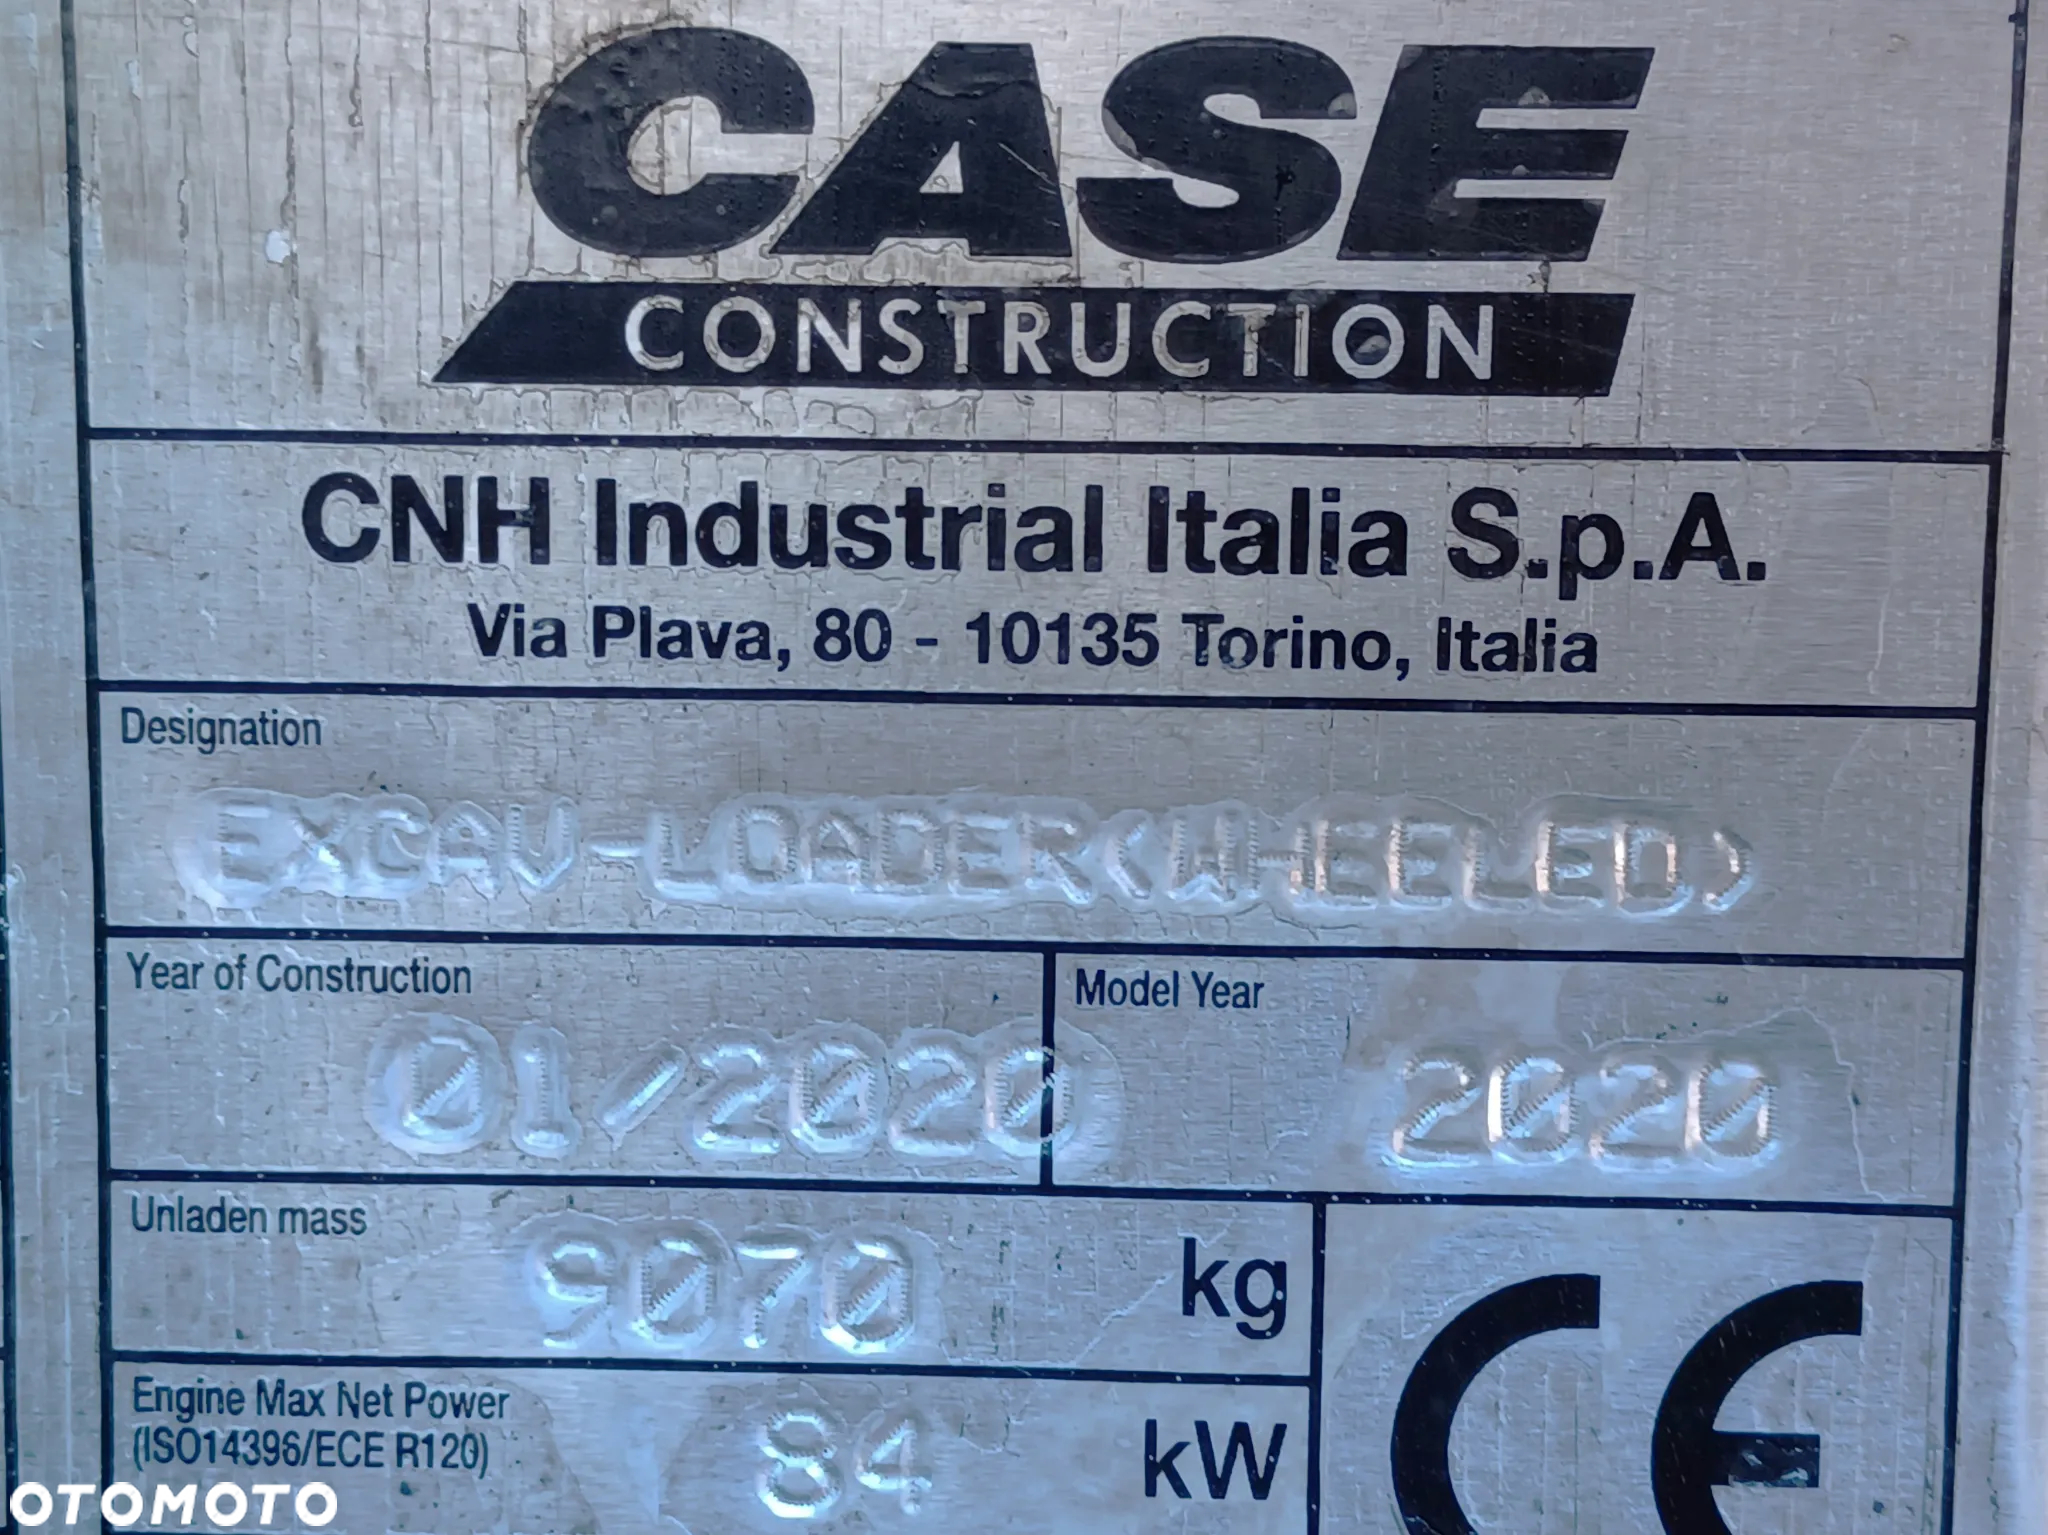 CASE
CONSTRUCTION
CNH Industrial Italia S.p.A.
Via Plava, 80 - 10135 Torino, Italia
Designation
EXCAV-LOADER(WHEELED)
Year of Construction
01/2020
Model Year
2020
Unladen mass
9070 kg
CE
Engine Max Net Power
(ISO14396/ECE R120)
84 kW
OTOMOTO